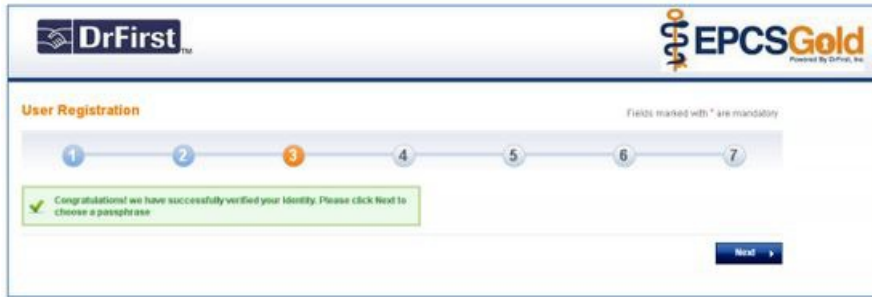 DrFirst TM
EPCSGold
Powered By DrFirst, Inc.
User Registration
Fields marked with * are mandatory
1 2 3 4 5 6 7
Congratulations! we have successfully verified your Identity. Please click Next to
choose a passphrase
Next